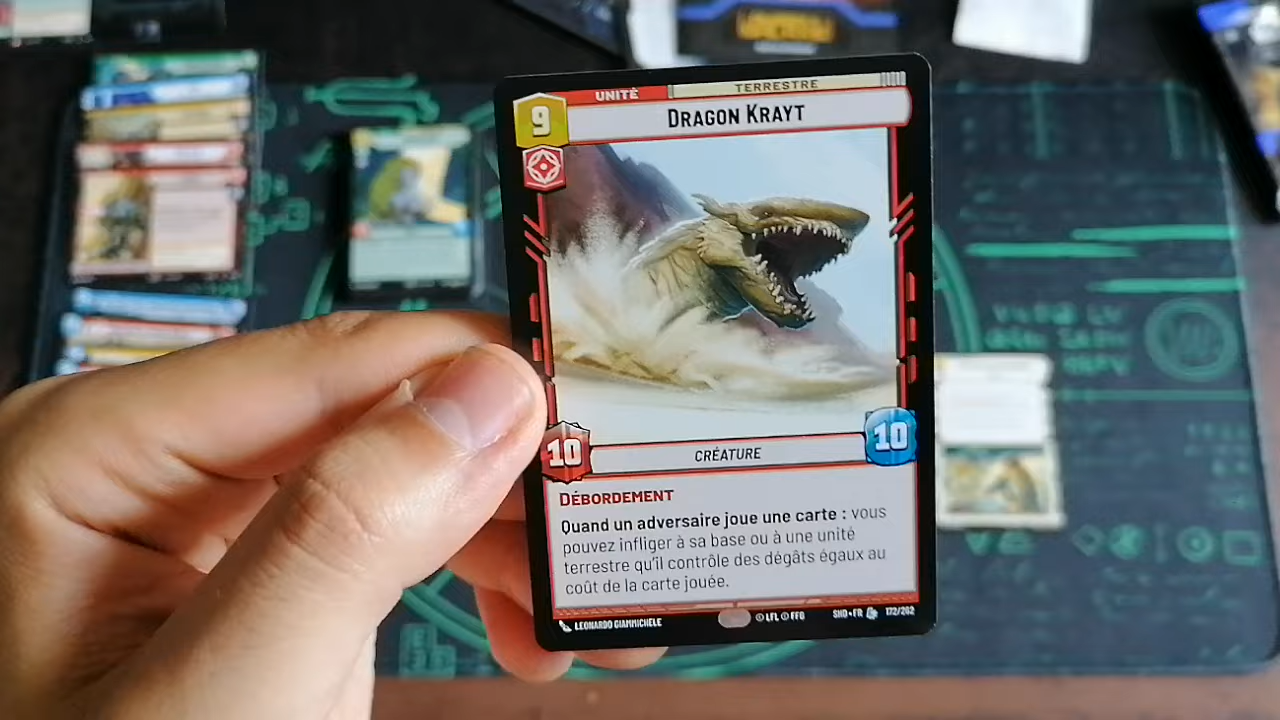 UNITÉ
TERRESTRE
9
DRAGON KRAYT
10
CRÉATURE
10
DÉBORDEMENT
Quand un adversaire joue une carte : vous
pouvez infliger à sa base ou à une unité
terrestre qu'il contrôle des dégâts égaux au
coût de la carte jouée.
LEONARDO GIAMMICHELE
© LFL © FFG
SHD • FR
172/262